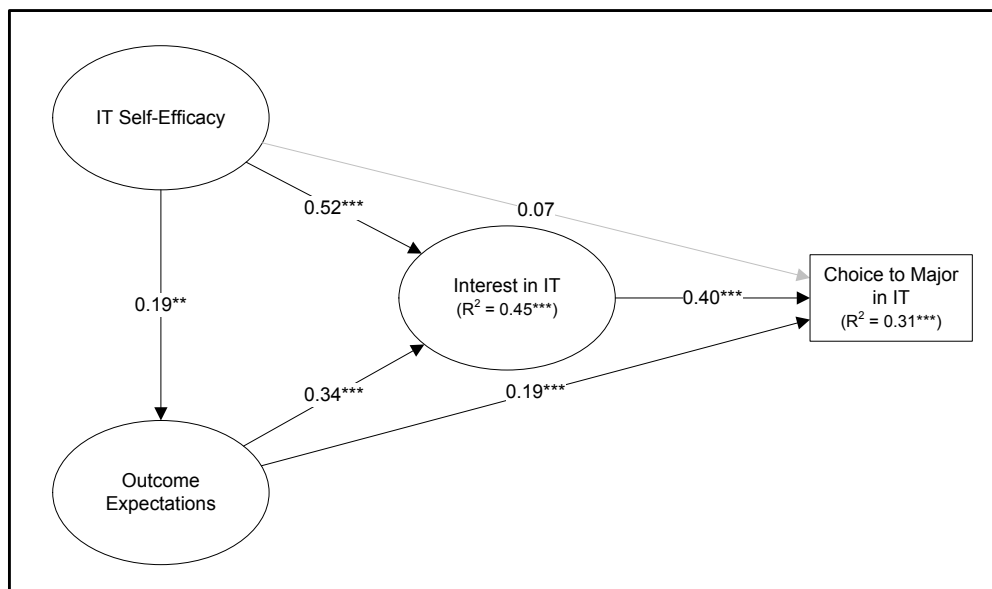 IT Self-Efficacy
0.52***
0.07
Interest in IT
(R² = 0.45***)
0.40***
Choice to Major
in IT
(R² = 0.31***)
0.19**
0.34***
0.19***
Outcome
Expectations